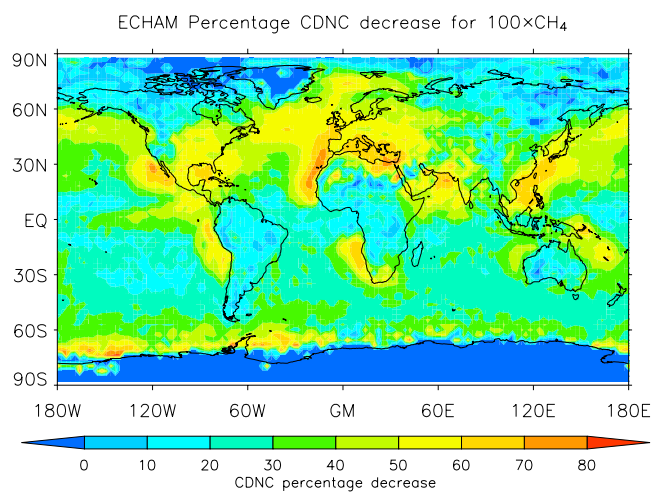 ECHAM Percentage CDNC decrease for 100×CH₄
90N
60N
30N
EQ
30S
60S
90S
180W 120W 60W GM 60E 120E 180E
0 10 20 30 40 50 60 70 80
CDNC percentage decrease